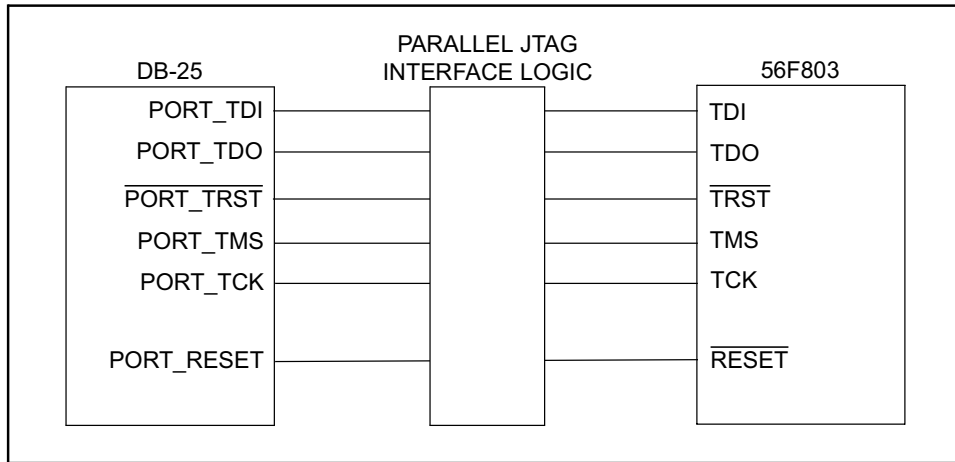 PARALLEL JTAG
INTERFACE LOGIC
DB-25
56F803
PORT_TDI
TDI
PORT_TDO
TDO
PORT_TRST
TRST
PORT_TMS
TMS
PORT_TCK
TCK
PORT_RESET
RESET